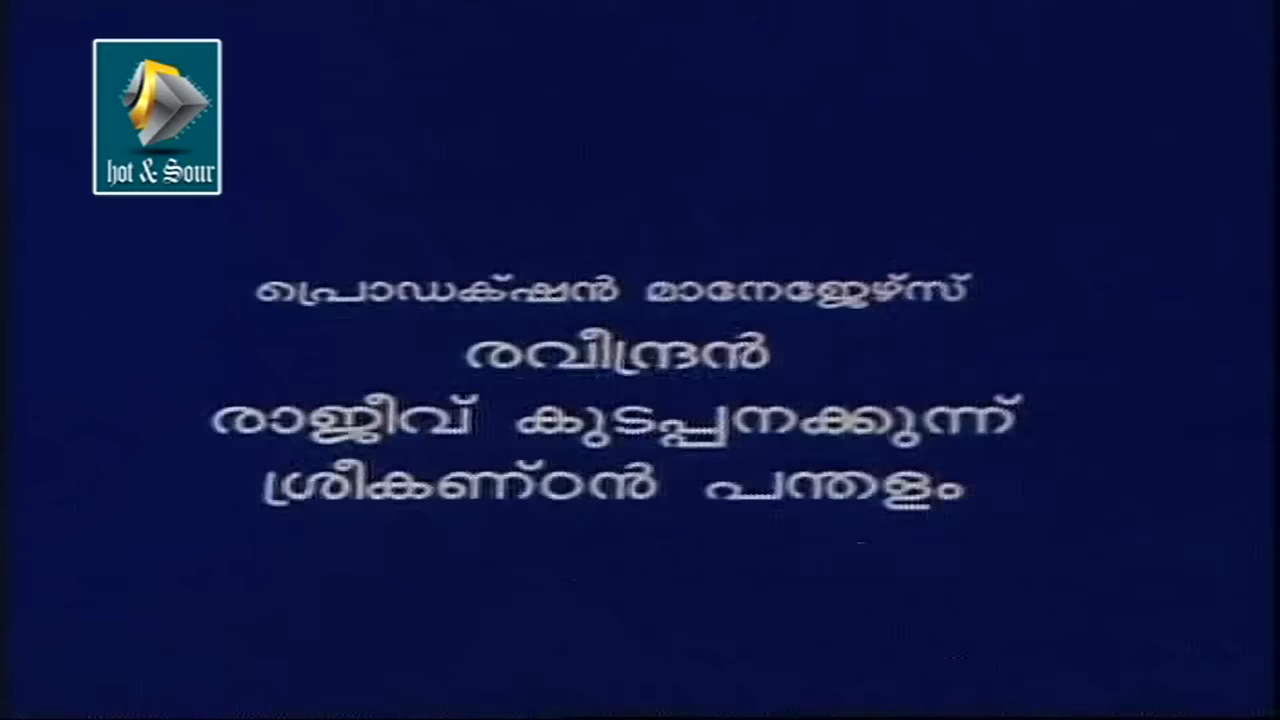 hot & Sour
പ്രൊഡക്ഷൻ മാനേജ്ജേഴ്സ്
രവീന്ദ്രൻ
രാജീവ് കുടപ്പനക്കുന്ന്
ശ്രീകണ്ഠൻ പന്തളം